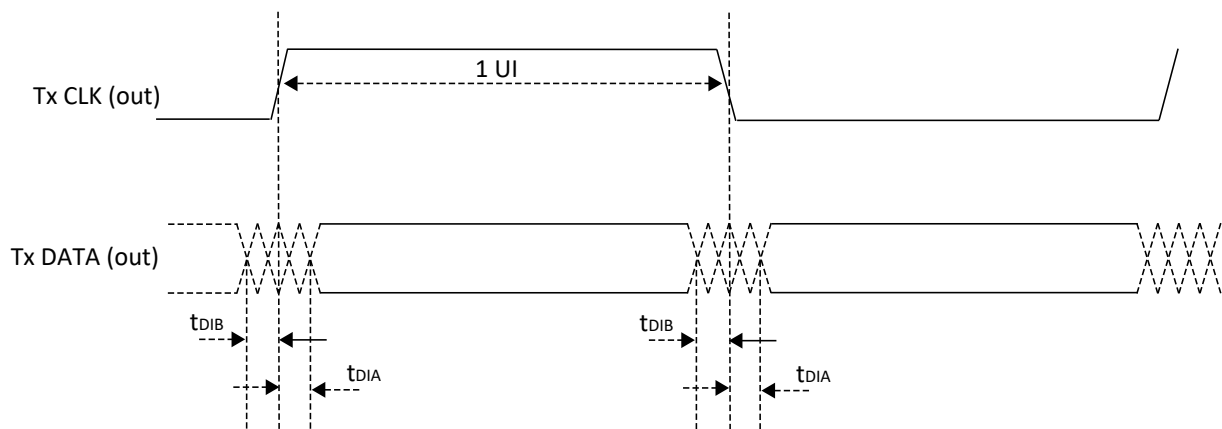 1 UI
Tx CLK (out)
Tx DATA (out)
tDIB
tDIB
tDIA
tDIA